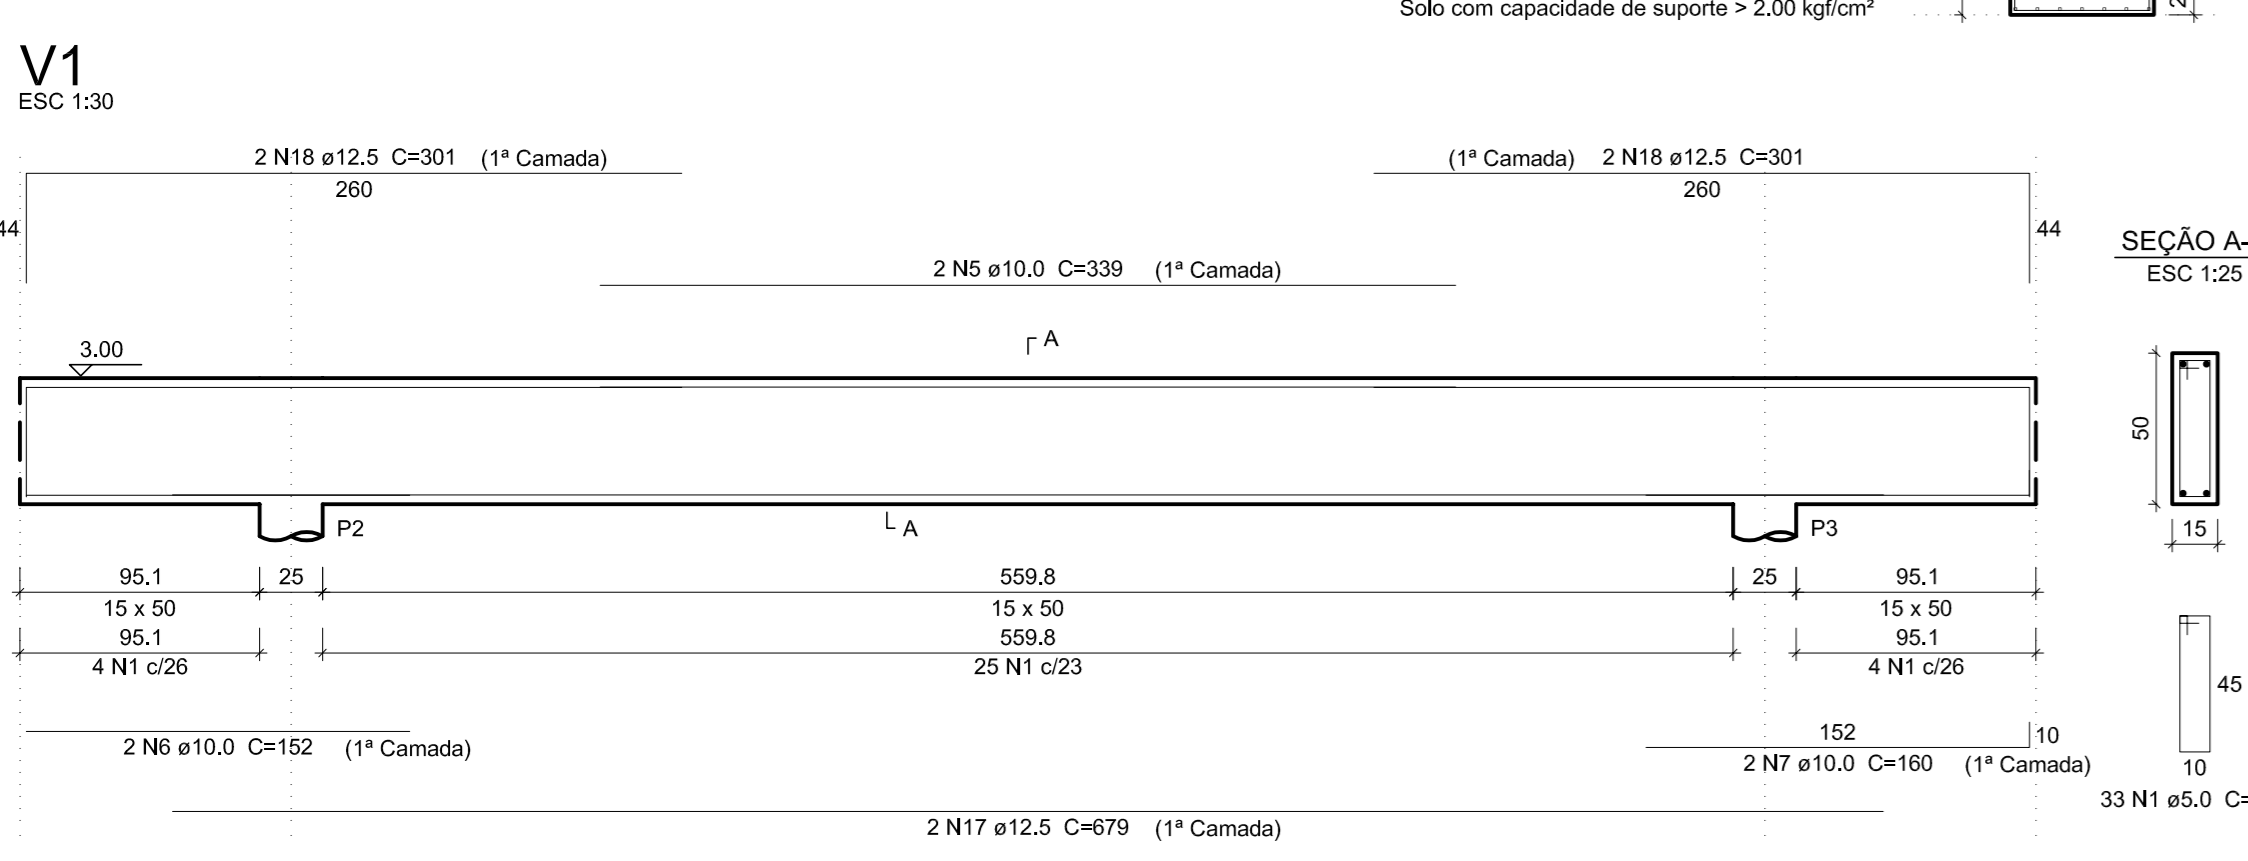 Solo com capacidade de suporte > 2.00 kgf/cm²
V1
ESC 1:30
2 N18 ø12.5 C=301 (1ª Camada)
260
(1ª Camada) 2 N18 ø12.5 C=301
260
44
44
2 N5 ø10.0 C=339 (1ª Camada)
SEÇÃO A-
ESC 1:25
A
3.00
50
15
A
P2
P3
95.1
25
559.8
25
95.1
15 x 50
15 x 50
15 x 50
95.1
559.8
95.1
4 N1 c/26
25 N1 c/23
4 N1 c/26
45
10
33 N1 ø5.0 C=
2 N6 ø10.0 C=152 (1ª Camada)
152
10
2 N7 ø10.0 C=160 (1ª Camada)
2 N17 ø12.5 C=679 (1ª Camada)